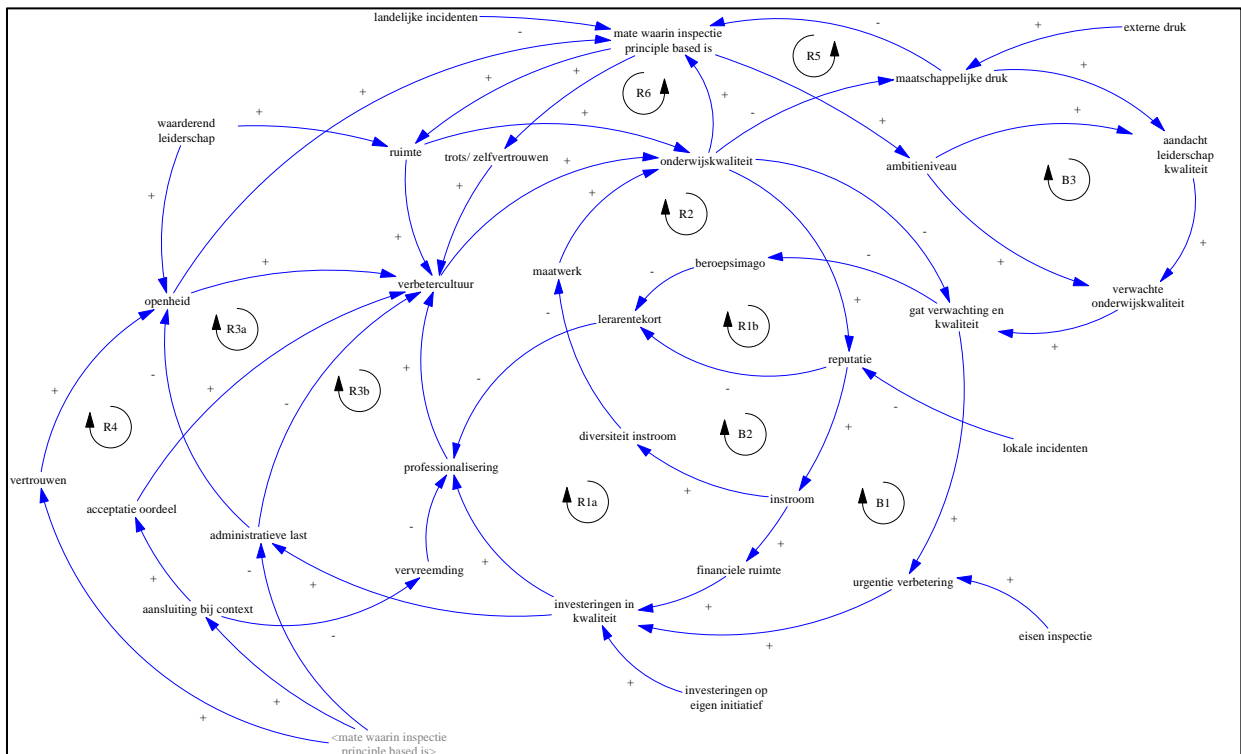 landelijke incidenten
-
-
+
externe druk
mate waarin inspectie
principle based is
R5
maatschappelijke druk
+
+
+
R6
+
+
-
+
+
waarderend
leiderschap
+
+
+
ruimte
trots/ zelfvertrouwen
+
onderwijskwaliteit
ambitieniveau
aandacht
leiderschap
kwaliteit
B3
+
R2
+
+
+
-
+
maatwerk
beroepsimago
-
-
+
verbetercultuur
verwachte
onderwijskwaliteit
openheid
+
gat verwachting en
kwaliteit
R3a
-
lerarentekort
R1b
+
reputatie
-
+
R3b
-
-
-
+
R4
-
diversiteit instroom
B2
+
lokale incidenten
+
professionalisering
vertrouwen
+
R1a
instroom
B1
acceptatie oordeel
administratieve last
-
+
+
vervreemding
+
financiele ruimte
urgentie verbetering
+
+
-
+
+
aansluiting bij context
investeringen in
kwaliteit
-
eisen inspectie
+
+
investeringen op
eigen initiatief
+
+
<mate waarin inspectie
principle based is>